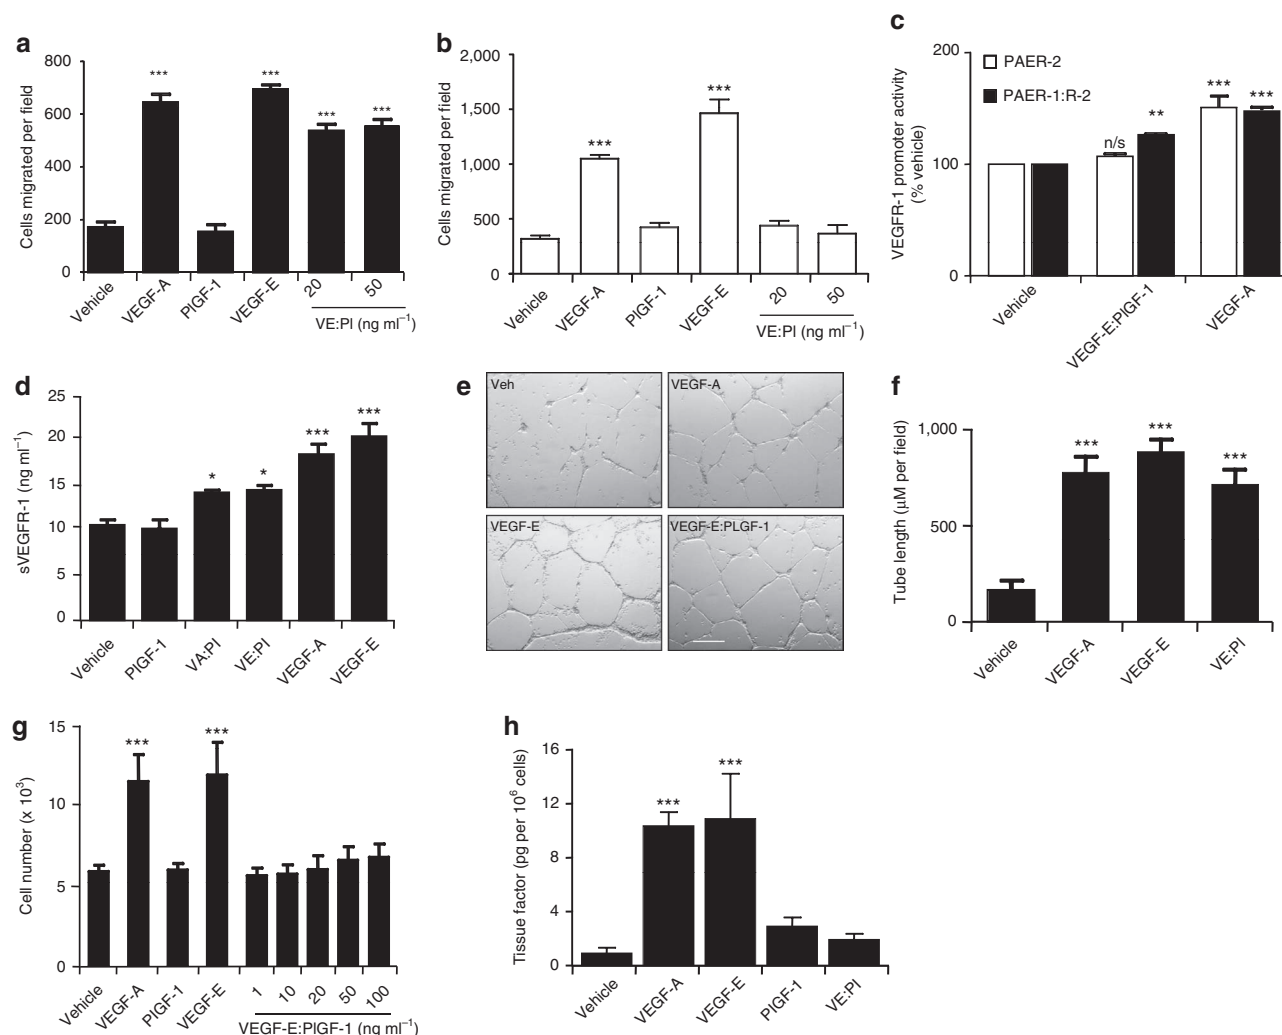 a
Cells migrated per field
800
600
400
200
0
***
***
***
***
Vehicle
VEGF-A
PlGF-1
VEGF-E
20
50
VE:Pl (ng ml⁻¹)
b
Cells migrated per field
2,000
1,500
1,000
500
0
***
***
Vehicle
VEGF-A
PlGF-1
VEGF-E
20
50
VE:Pl (ng ml⁻¹)
c
VEGFR-1 promoter activity
(% vehicle)
200
100
0
PAER-2
PAER-1:R-2
n/s
**
***
***
Vehicle
VEGF-E:PlGF-1
VEGF-A
d
sVEGFR-1 (ng ml⁻¹)
25
20
15
10
5
0
*
*
***
***
Vehicle
PlGF-1
VA:Pl
VE:Pl
VEGF-A
VEGF-E
e
Veh
VEGF-A
VEGF-E
VEGF-E:PLGF-1
f
Tube length (μM per field)
1,000
500
0
***
***
***
Vehicle
VEGF-A
VEGF-E
VE:Pl
g
Cell number (x 10³)
15
10
5
0
***
***
Vehicle
VEGF-A
PlGF-1
VEGF-E
1
10
20
50
100
VEGF-E:PlGF-1 (ng ml⁻¹)
h
Tissue factor (pg per 10⁶ cells)
16
12
8
4
0
***
***
Vehicle
VEGF-A
VEGF-E
PlGF-1
VE:Pl